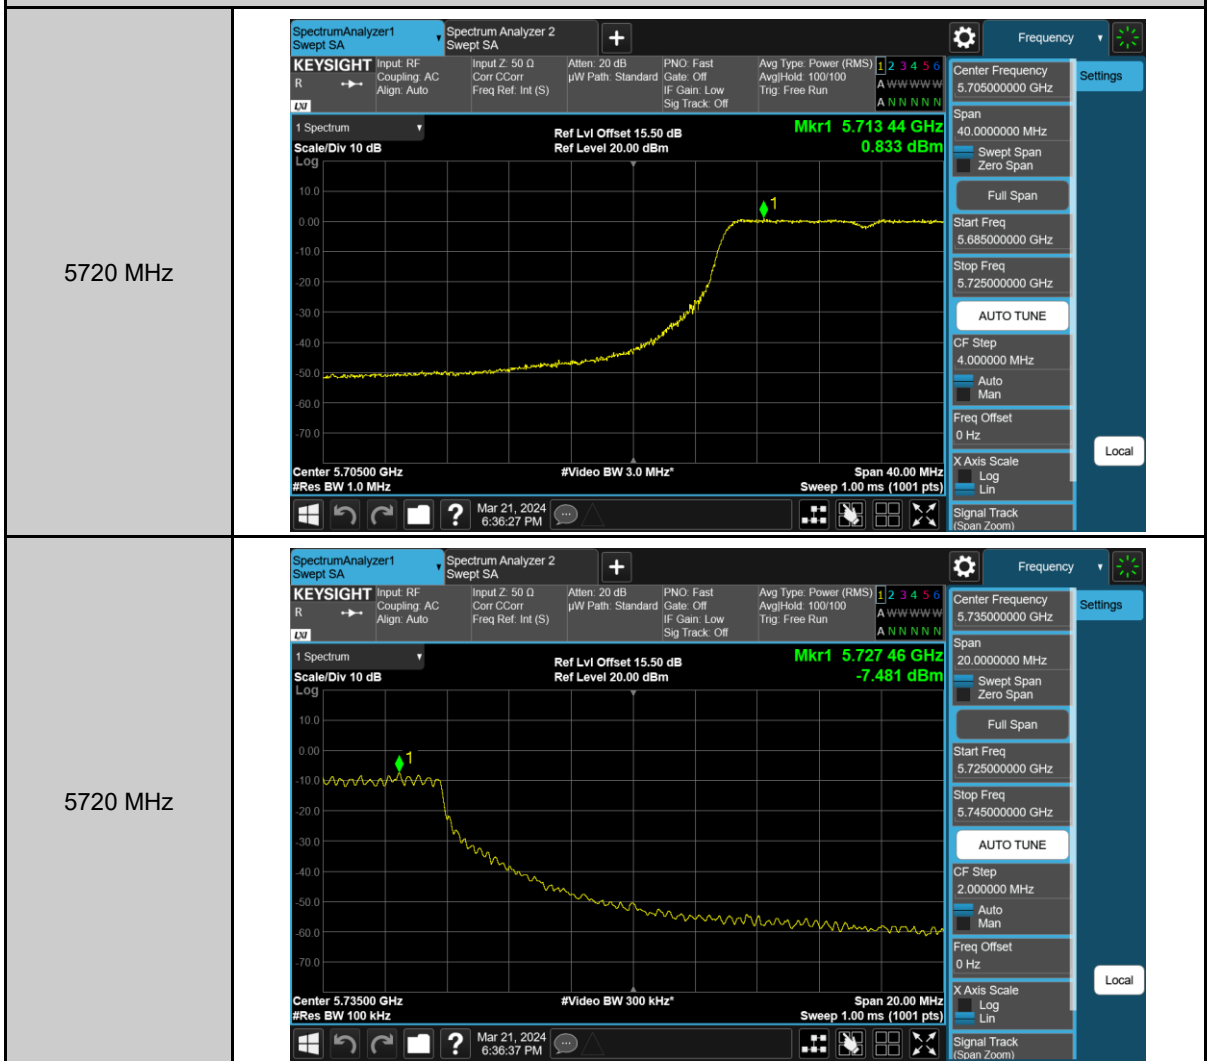 5720 MHz
SpectrumAnalyzer1
Swept SA
Spectrum Analyzer 2
Swept SA
Frequency
KEYSIGHT
R
LXI
Input: RF
Coupling: AC
Align: Auto
Input Z: 50 Ω
Corr CCorr
Freq Ref: Int (S)
Atten: 20 dB
µW Path: Standard
PNO: Fast
Gate: Off
IF Gain: Low
Sig Track: Off
Avg Type: Power (RMS)
Avg|Hold: 100/100
Trig: Free Run
1 2 3 4 5 6
A W W W W W
A N N N N N
1 Spectrum
Scale/Div 10 dB
Log
Ref Lvl Offset 15.50 dB
Ref Level 20.00 dBm
Mkr1 5.713 44 GHz
0.833 dBm
1
10.0
0.00
-10.0
-20.0
-30.0
-40.0
-50.0
-60.0
-70.0
Center 5.70500 GHz
#Res BW 1.0 MHz
#Video BW 3.0 MHz*
Span 40.00 MHz
Sweep 1.00 ms (1001 pts)
Center Frequency
5.705000000 GHz
Span
40.0000000 MHz
Swept Span
Zero Span
Full Span
Start Freq
5.685000000 GHz
Stop Freq
5.725000000 GHz
AUTO TUNE
CF Step
4.000000 MHz
Auto
Man
Freq Offset
0 Hz
X Axis Scale
Log
Lin
Signal Track
(Span Zoom)
Settings
Local
?
Mar 21, 2024
6:36:27 PM
5720 MHz
SpectrumAnalyzer1
Swept SA
Spectrum Analyzer 2
Swept SA
Frequency
KEYSIGHT
R
LXI
Input: RF
Coupling: AC
Align: Auto
Input Z: 50 Ω
Corr CCorr
Freq Ref: Int (S)
Atten: 20 dB
µW Path: Standard
PNO: Fast
Gate: Off
IF Gain: Low
Sig Track: Off
Avg Type: Power (RMS)
Avg|Hold: 100/100
Trig: Free Run
1 2 3 4 5 6
A W W W W W
A N N N N N
1 Spectrum
Scale/Div 10 dB
Log
Ref Lvl Offset 15.50 dB
Ref Level 20.00 dBm
Mkr1 5.727 46 GHz
-7.481 dBm
1
10.0
0.00
-10.0
-20.0
-30.0
-40.0
-50.0
-60.0
-70.0
Center 5.73500 GHz
#Res BW 100 kHz
#Video BW 300 kHz*
Span 20.00 MHz
Sweep 1.00 ms (1001 pts)
Center Frequency
5.735000000 GHz
Span
20.0000000 MHz
Swept Span
Zero Span
Full Span
Start Freq
5.725000000 GHz
Stop Freq
5.745000000 GHz
AUTO TUNE
CF Step
2.000000 MHz
Auto
Man
Freq Offset
0 Hz
X Axis Scale
Log
Lin
Signal Track
(Span Zoom)
Settings
Local
?
Mar 21, 2024
6:36:37 PM